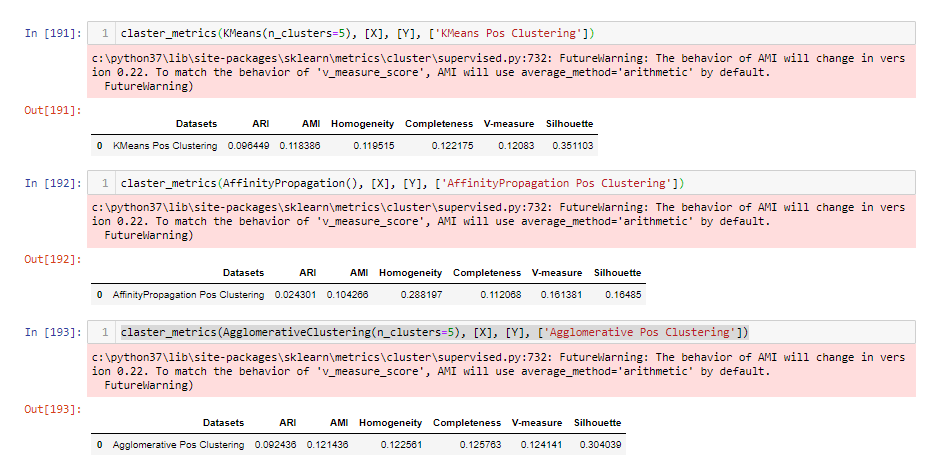 In [191]: 1 claster_metrics(KMeans(n_clusters=5), [X], [Y], ['KMeans Pos Clustering'])
c:\python37\lib\site-packages\sklearn\metrics\cluster\supervised.py:732: FutureWarning: The behavior of AMI will change in vers
ion 0.22. To match the behavior of 'v_measure_score', AMI will use average_method='arithmetic' by default.
FutureWarning)
Out[191]:
Datasets ARI AMI Homogeneity Completeness V-measure Silhouette
0 KMeans Pos Clustering 0.096449 0.118386 0.119515 0.122175 0.12083 0.351103
In [192]: 1 claster_metrics(AffinityPropagation(), [X], [Y], ['AffinityPropagation Pos Clustering'])
c:\python37\lib\site-packages\sklearn\metrics\cluster\supervised.py:732: FutureWarning: The behavior of AMI will change in vers
ion 0.22. To match the behavior of 'v_measure_score', AMI will use average_method='arithmetic' by default.
FutureWarning)
Out[192]:
Datasets ARI AMI Homogeneity Completeness V-measure Silhouette
0 AffinityPropagation Pos Clustering 0.024301 0.104266 0.288197 0.112068 0.161381 0.16485
In [193]: 1 claster_metrics(AgglomerativeClustering(n_clusters=5), [X], [Y], ['Agglomerative Pos Clustering'])
c:\python37\lib\site-packages\sklearn\metrics\cluster\supervised.py:732: FutureWarning: The behavior of AMI will change in vers
ion 0.22. To match the behavior of 'v_measure_score', AMI will use average_method='arithmetic' by default.
FutureWarning)
Out[193]:
Datasets ARI AMI Homogeneity Completeness V-measure Silhouette
0 Agglomerative Pos Clustering 0.092436 0.121436 0.122561 0.125763 0.124141 0.304039